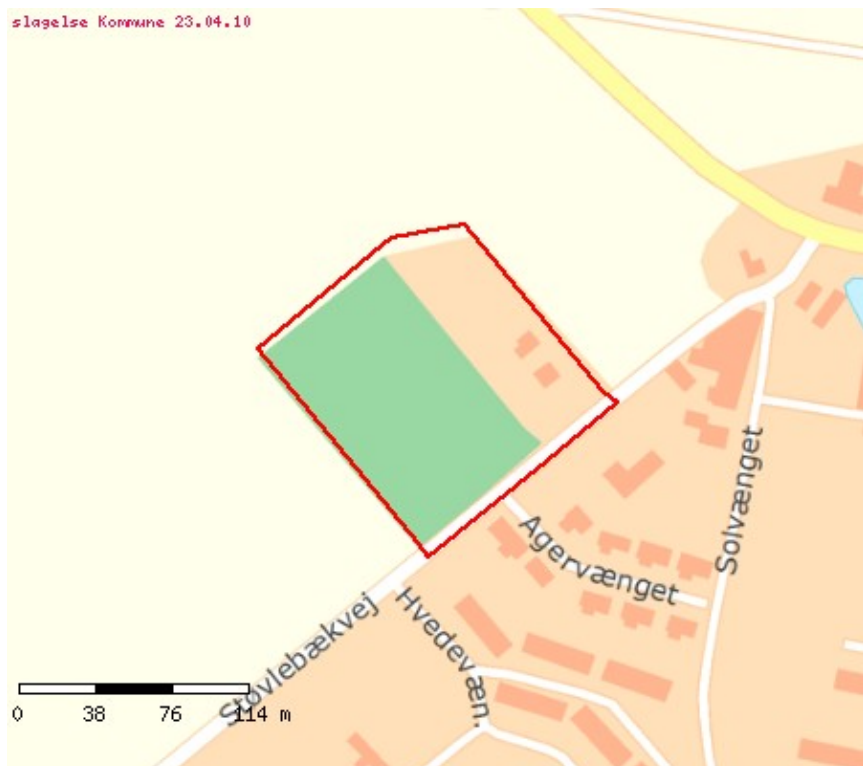 slagelse Kommune 23.04.10
Solvænget
Agervænget
Hvedevæn.
Stovlebækvej
0 38 76 114 m